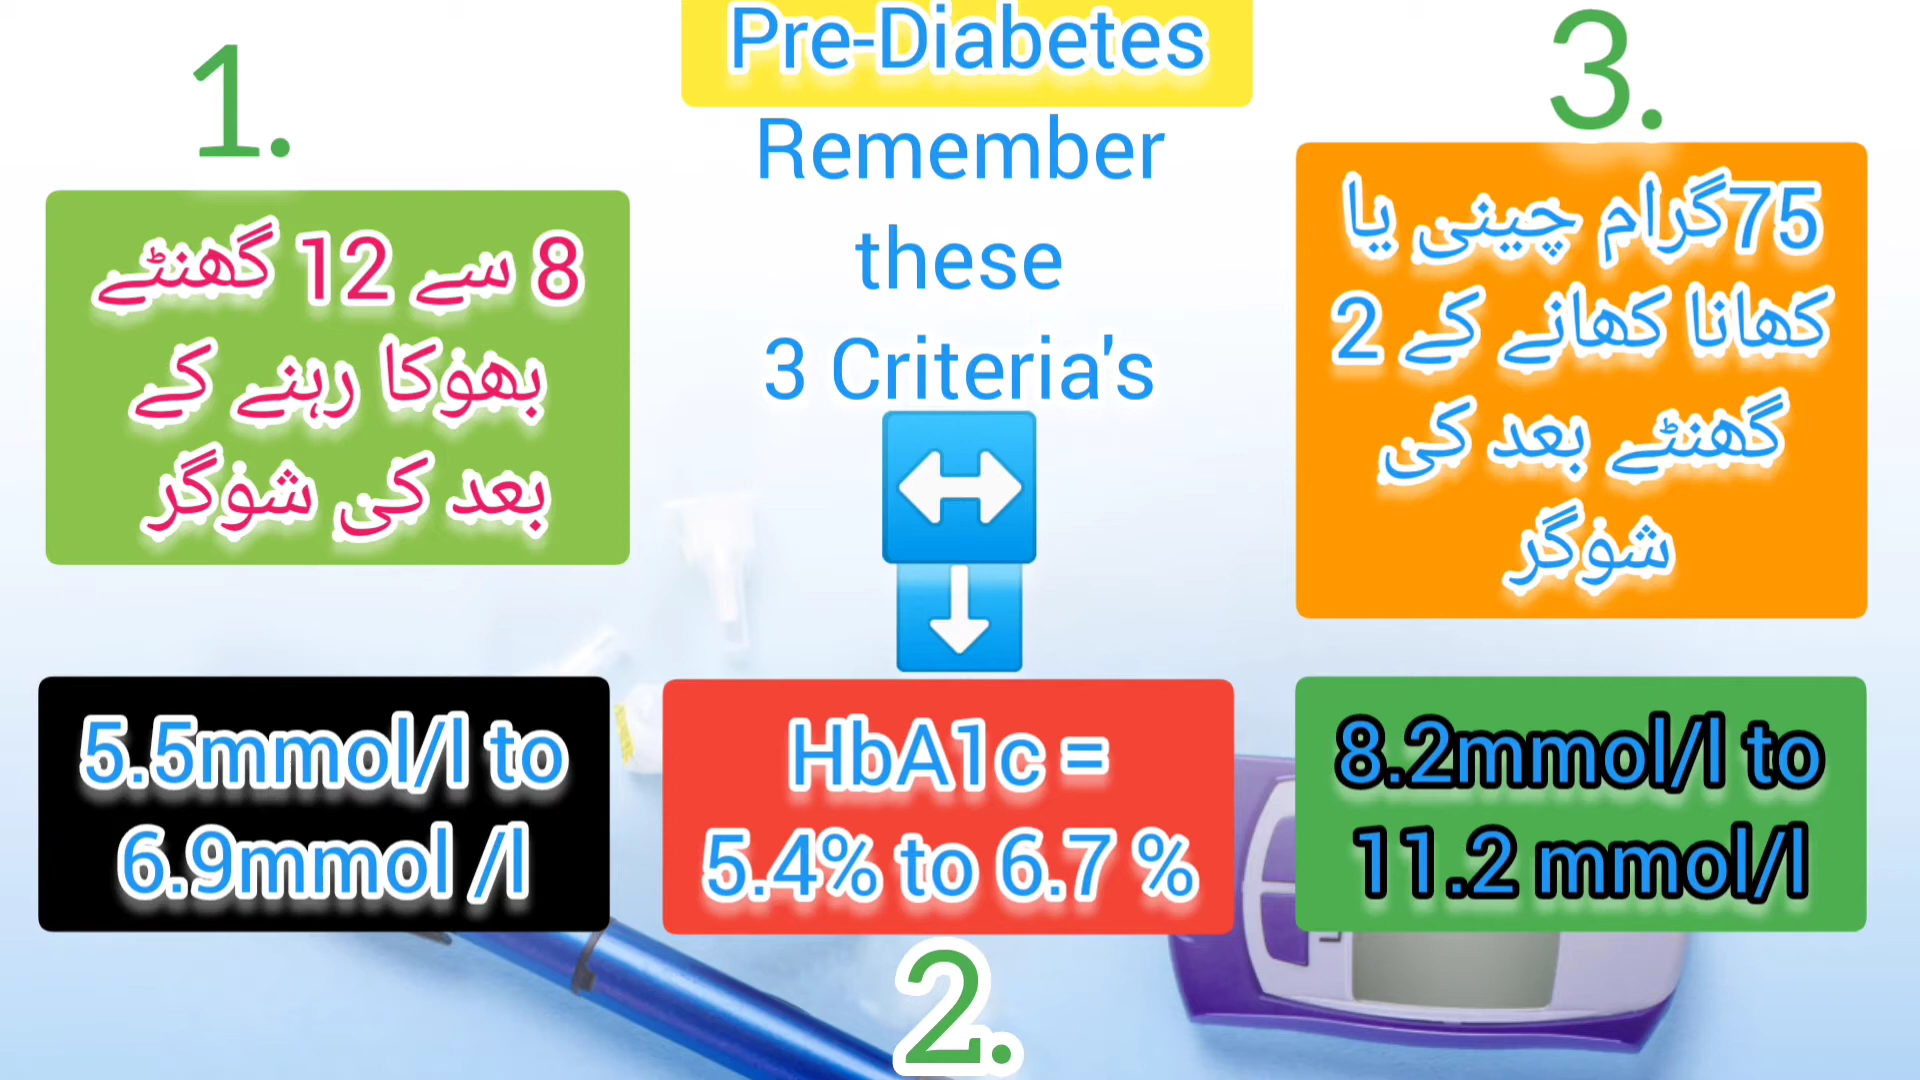 Pre-Diabetes
Remember
these
3 Criteria's
1.
8 سے 12 گھنٹے
بھوکا رہنے کے
بعد کی شوگر
5.5mmol/l to
6.9mmol /l
HbA1c =
5.4% to 6.7 %
2.
3.
75گرام چینی یا
کھانا کھانے کے 2
گھنٹے بعد کی
شوگر
8.2mmol/l to
11.2 mmol/l